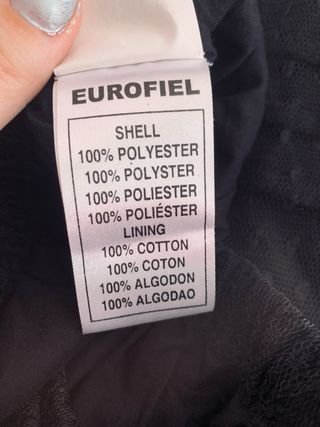 EUROFIEL
SHELL
100% POLYESTER
100% POLYSTER
100% POLIESTER
100% POLIÉSTER
LINING
100% COTTON
100% COTON
100% ALGODON
100% ALGODAO